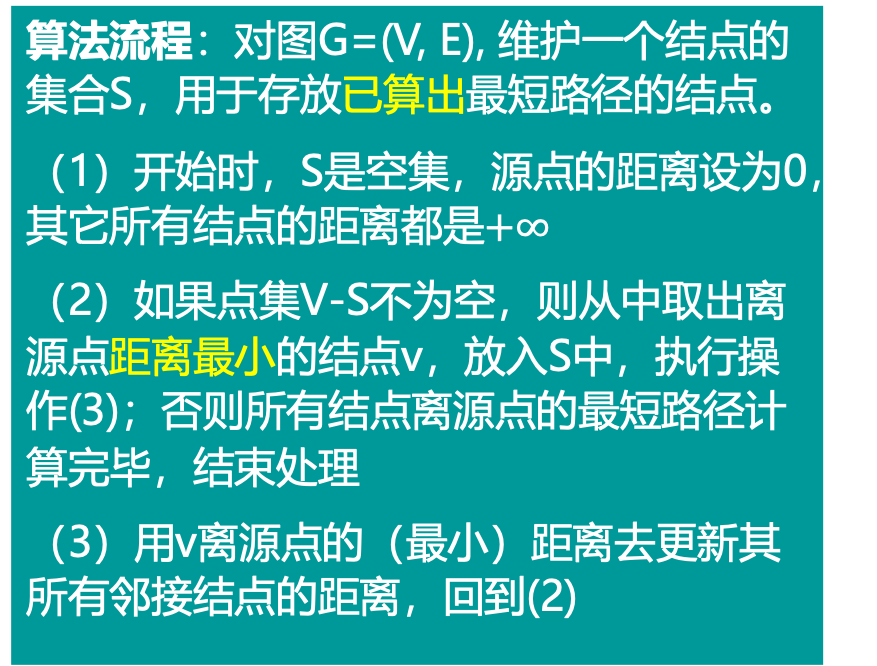 算法流程：对图G=(V, E), 维护一个结点的
集合S，用于存放已算出最短路径的结点。
（1）开始时，S是空集，源点的距离设为0，
其它所有结点的距离都是+∞
（2）如果点集V-S不为空，则从中取出离
源点距离最小的结点v，放入S中，执行操
作(3)；否则所有结点离源点的最短路径计
算完毕，结束处理
（3）用v离源点的（最小）距离去更新其
所有邻接结点的距离，回到(2)